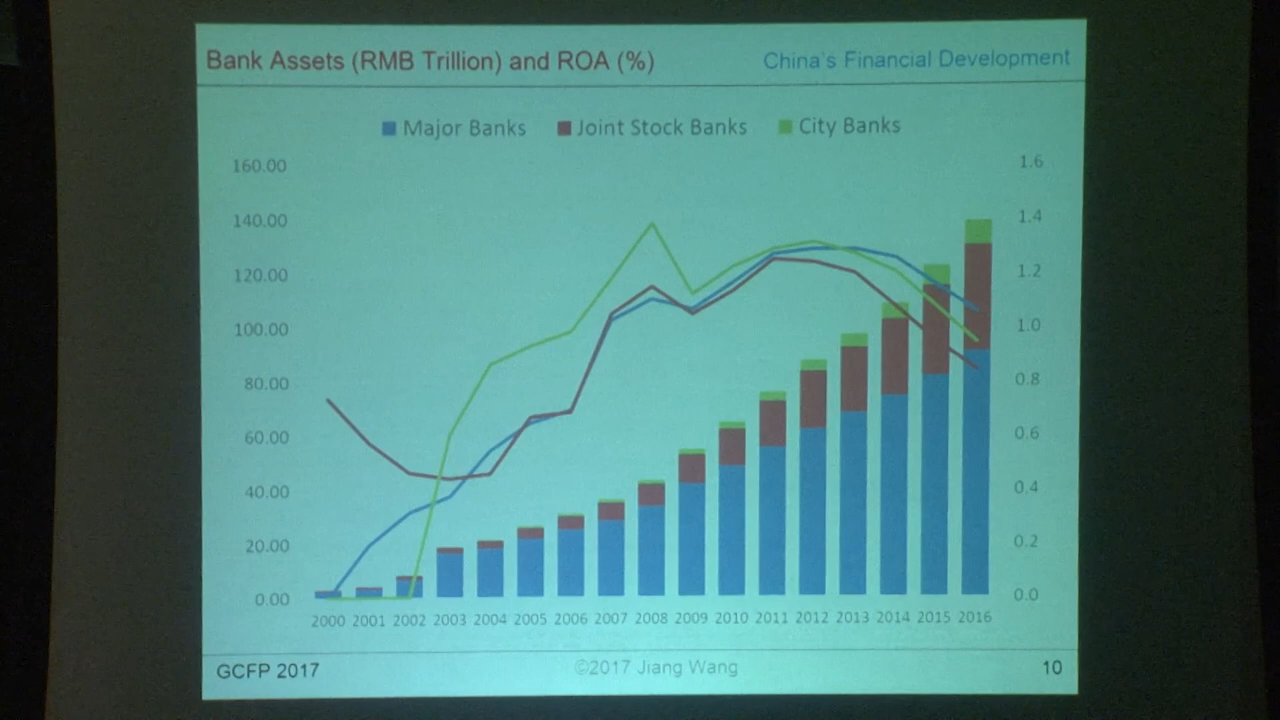 Bank Assets (RMB Trillion) and ROA (%)
China's Financial Development
Major Banks
Joint Stock Banks
City Banks
160.00
140.00
120.00
100.00
80.00
60.00
40.00
20.00
0.00
1.6
1.4
1.2
1.0
0.8
0.6
0.4
0.2
0.0
2000 2001 2002 2003 2004 2005 2006 2007 2008 2009 2010 2011 2012 2013 2014 2015 2016
GCFP 2017
©2017 Jiang Wang
10